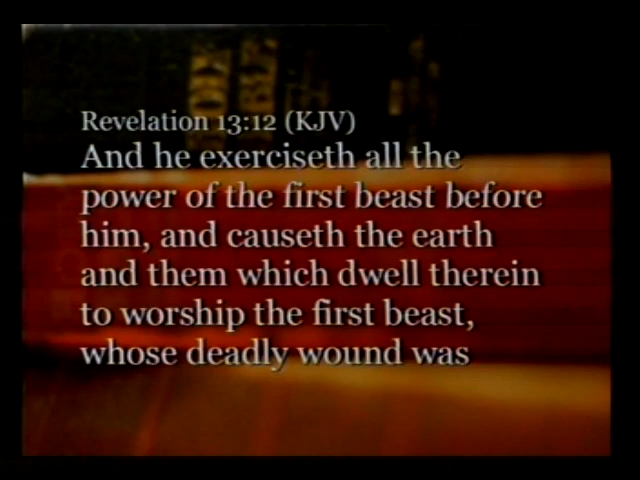 Revelation 13:12 (KJV)
And he exerciseth all the
power of the first beast before
him, and causeth the earth
and them which dwell therein
to worship the first beast,
whose deadly wound was